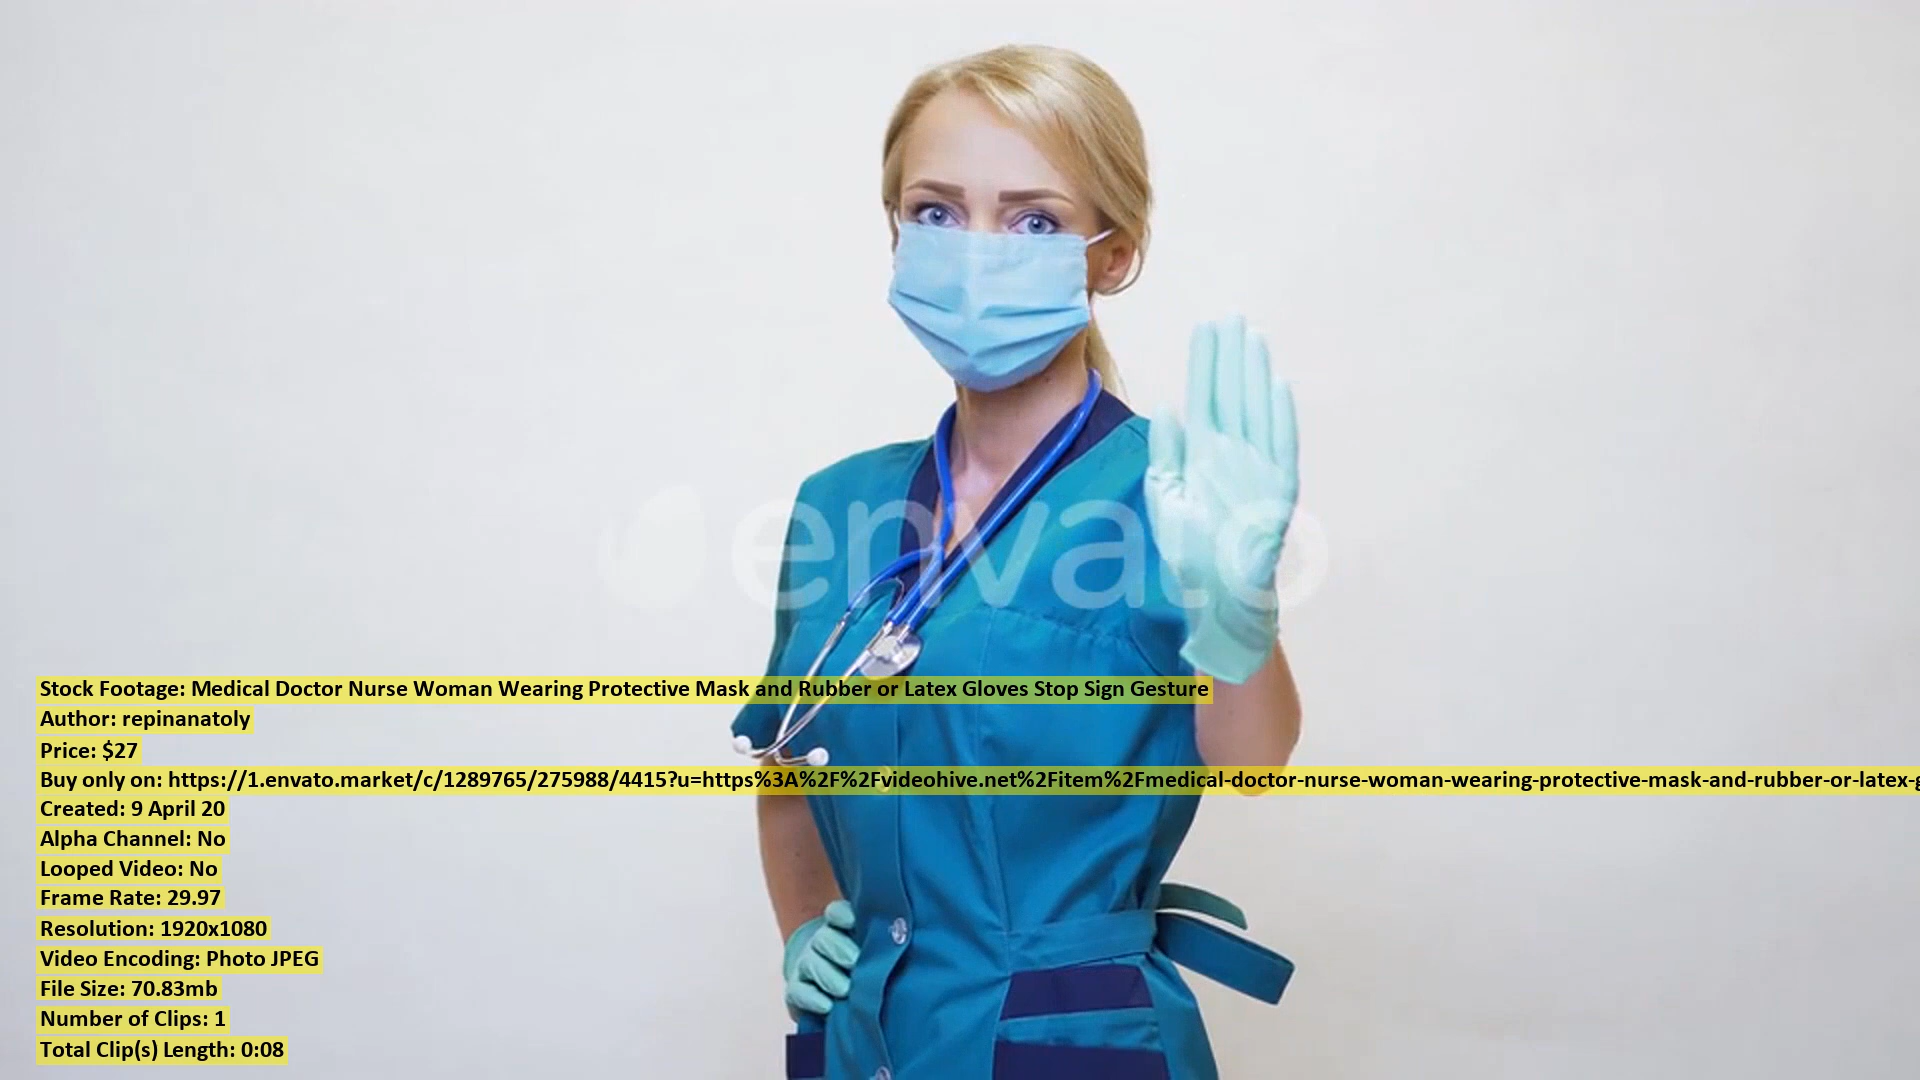 envato
Stock Footage: Medical Doctor Nurse Woman Wearing Protective Mask and Rubber or Latex Gloves Stop Sign Gesture
Author: repinanatoly
Price: $27
Buy only on: https://1.envato.market/c/1289765/275988/4415?u=https%3A%2F%2Fvideohive.net%2Fitem%2Fmedical-doctor-nurse-woman-wearing-protective-mask-and-rubber-or-latex-g
Created: 9 April 20
Alpha Channel: No
Looped Video: No
Frame Rate: 29.97
Resolution: 1920x1080
Video Encoding: Photo JPEG
File Size: 70.83mb
Number of Clips: 1
Total Clip(s) Length: 0:08